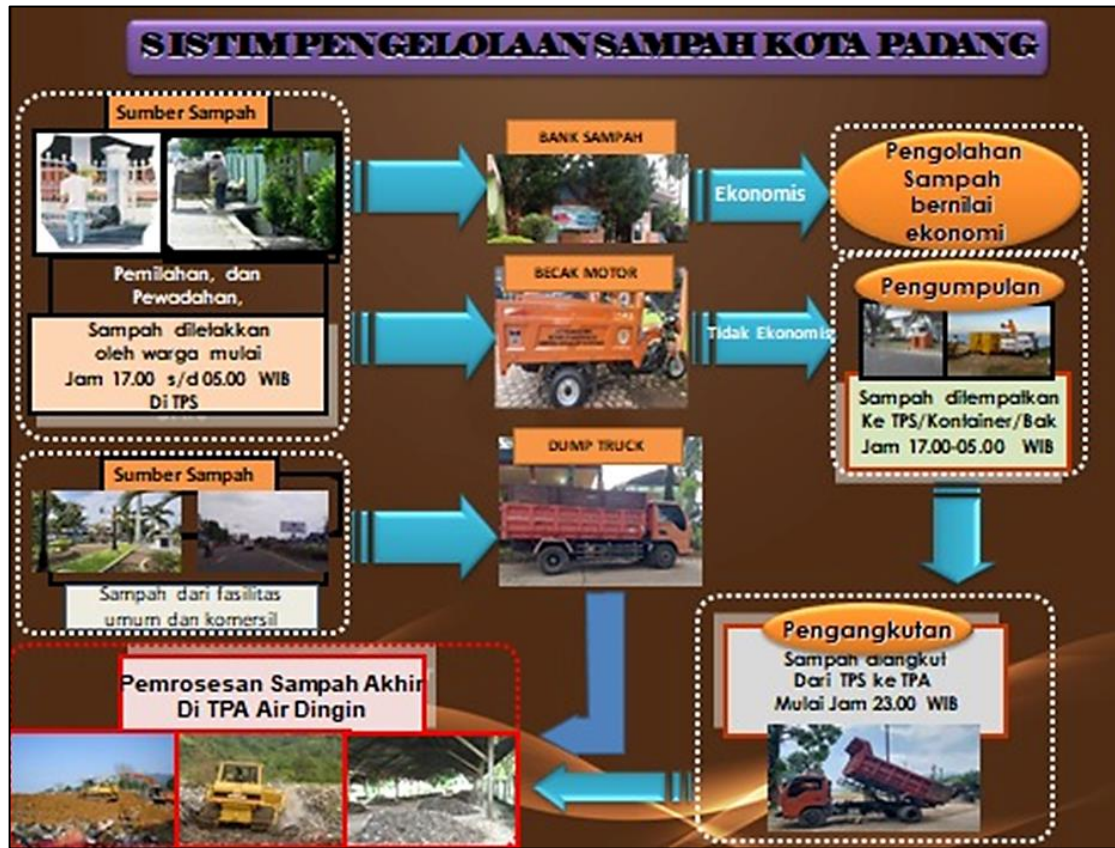 SISTIM PENGELOLAAN SAMPAH KOTA PADANG
Sumber Sampah
Pemilahan, dan
Pewadahan,
Sampah diletakkan
oleh warga mulai
Jam 17.00 s/d 05.00 WIB
Di TPS
BANK SAMPAH
Ekonomis
Pengolahan
Sampah
bernilai
ekonomi
BECAK MOTOR
Tidak Ekonomis
Pengumpulan
Sampah ditempatkan
Ke TPS/Kontainer/Bak
Jam 17.00-05.00 WIB
Sumber Sampah
Sampah dari fasilitas
umum dan komersil
DUMP TRUCK
Pengangkutan
Sampah diangkut
Dari TPS ke TPA
Mulai Jam 23.00 WIB
Pemrosesan Sampah Akhir
Di TPA Air Dingin